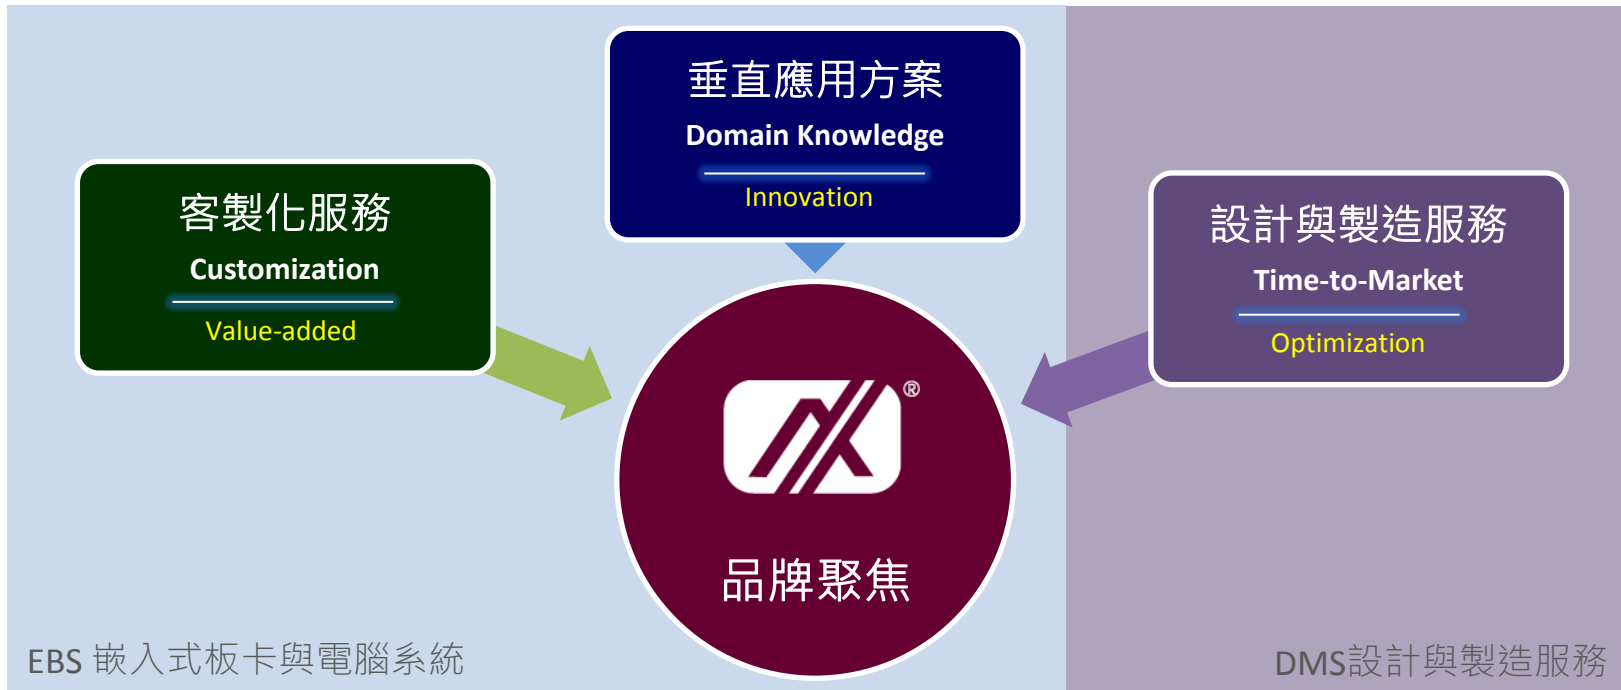 垂直應用方案
Domain Knowledge
Innovation
客製化服務
Customization
Value-added
設計與製造服務
Time-to-Market
Optimization
®
品牌聚焦
EBS 嵌入式板卡與電腦系統
DMS設計與製造服務